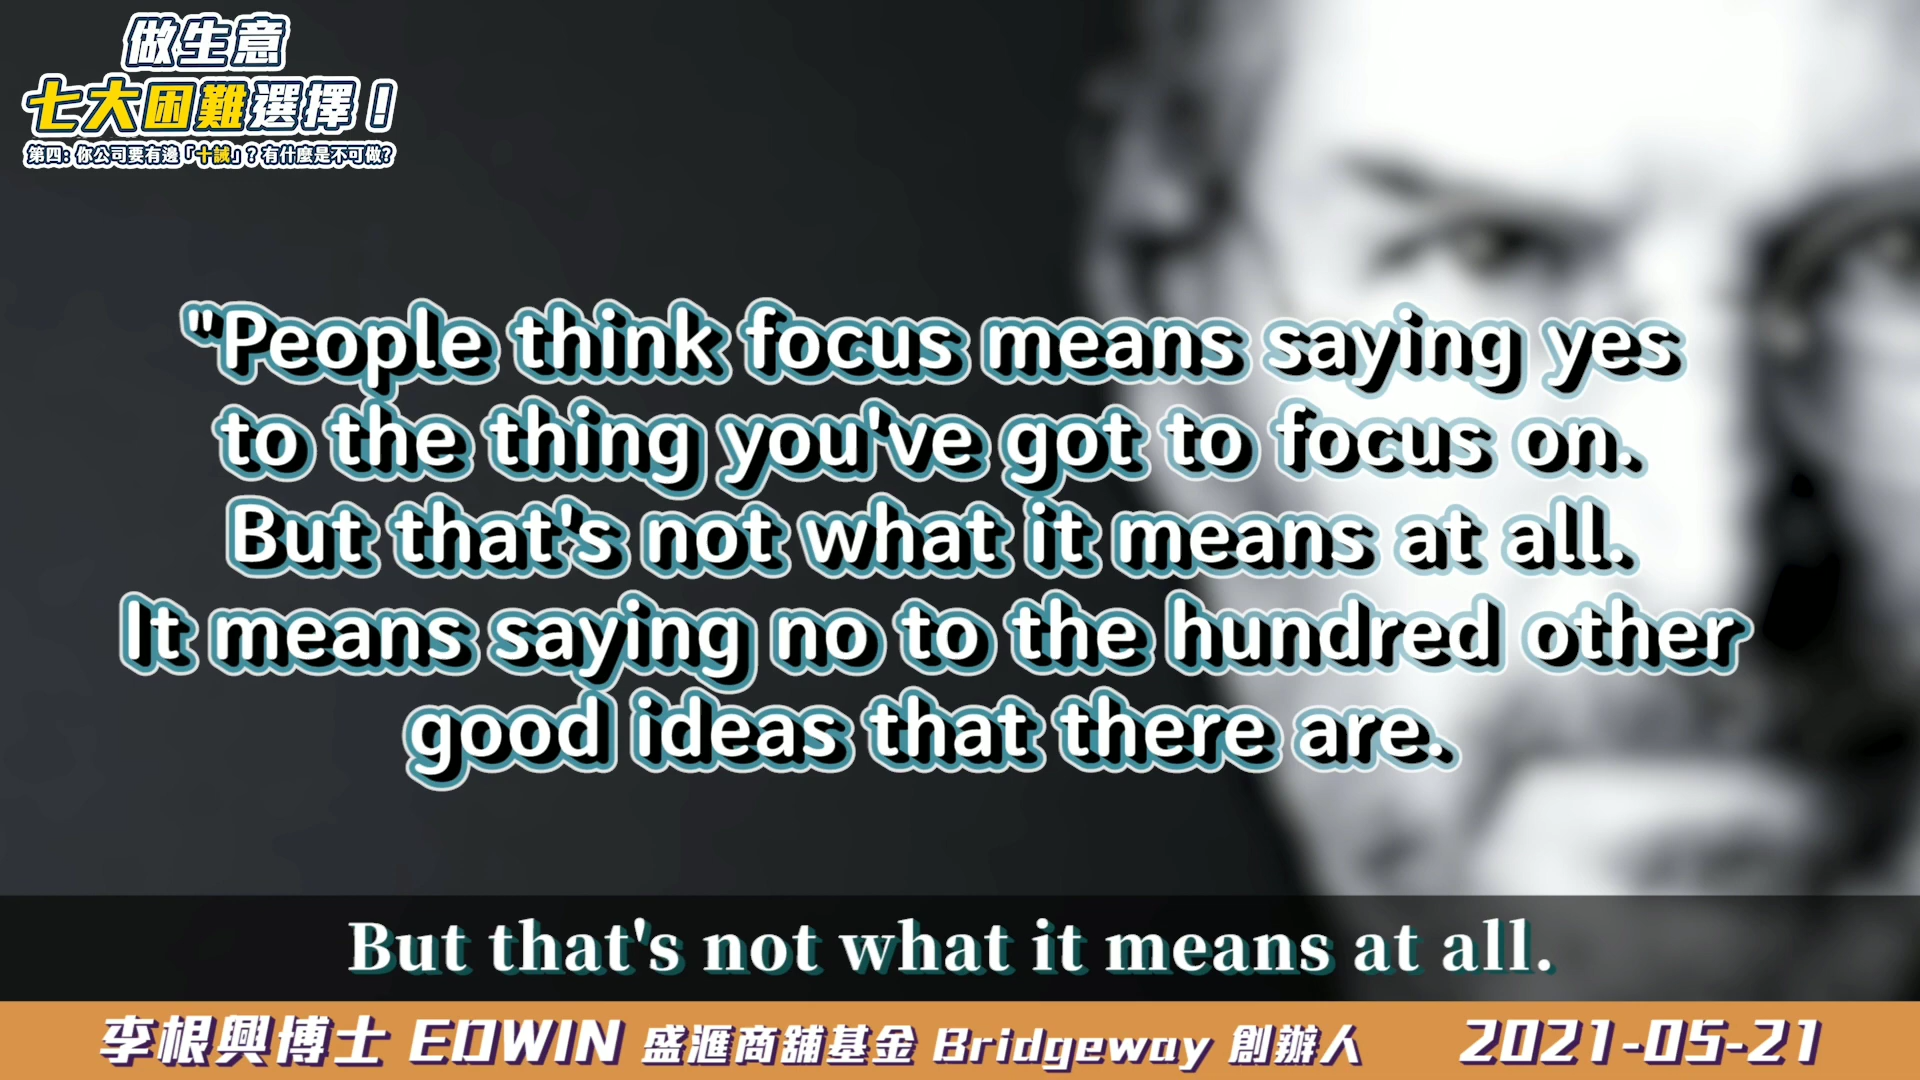 做生意
七大困難選擇！
第四: 你公司要有邊「十誡」? 有什麼是不可做?
"People think focus means saying yes
to the thing you've got to focus on.
But that's not what it means at all.
It means saying no to the hundred other
good ideas that there are.
But that's not what it means at all.
李根興博士 EDWIN 盛滙商舖基金 Bridgeway 創辦人 2021-05-21